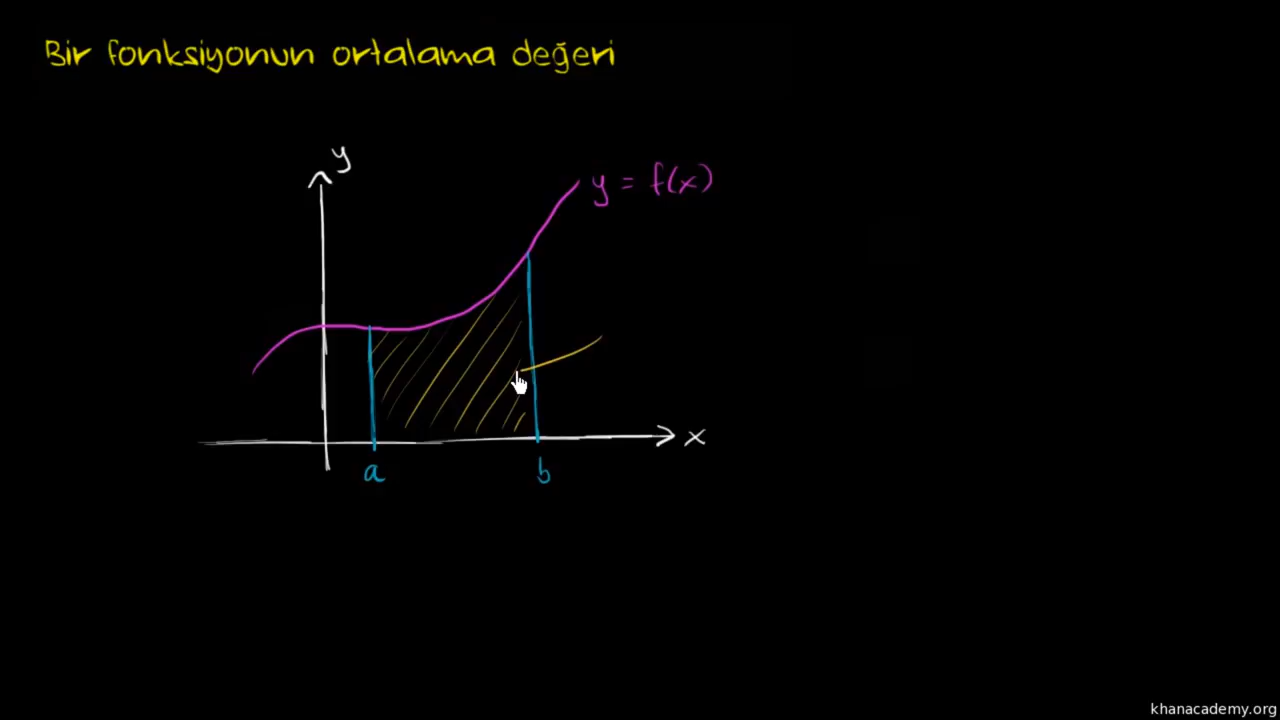 Bir fonksiyonun ortalama değeri
y
y = f(x)
x
a
b
khanacademy.org